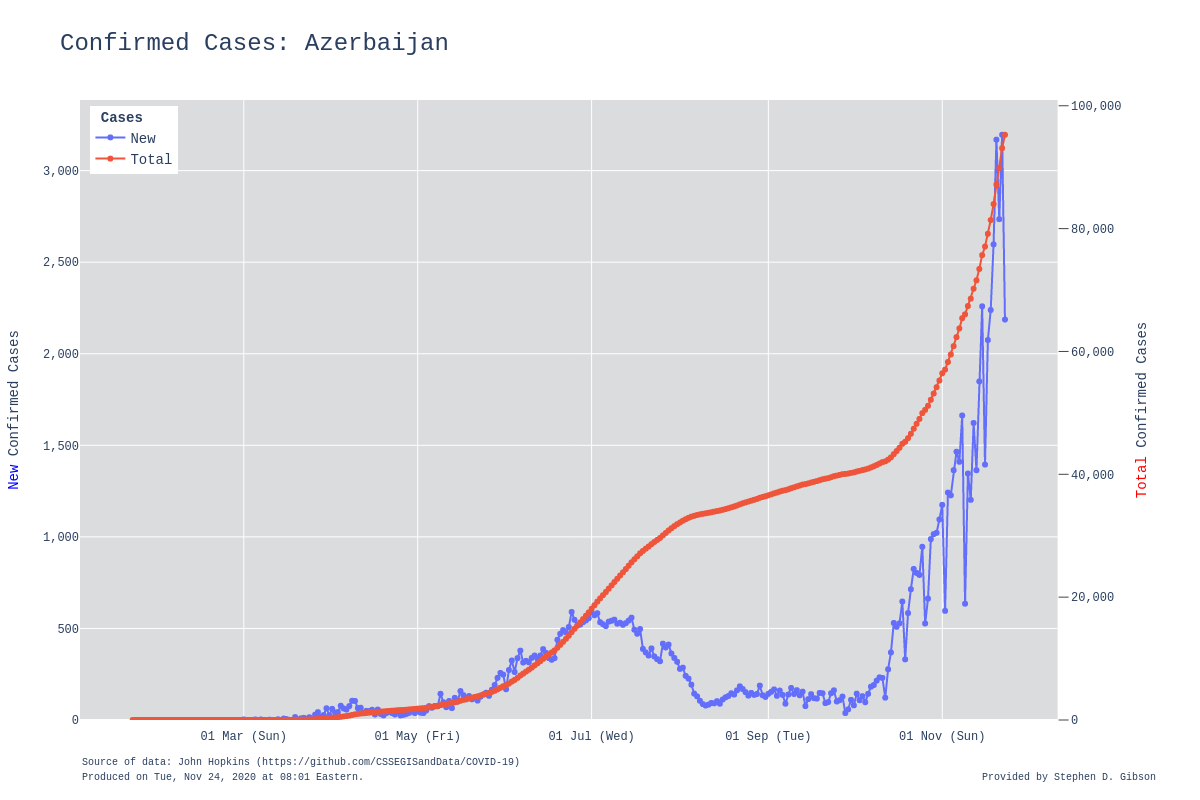 Confirmed Cases: Azerbaijan
Cases
New
Total
3,000
2,500
2,000
1,500
1,000
500
0
New Confirmed Cases
100,000
80,000
60,000
40,000
20,000
0
Total Confirmed Cases
01 Mar (Sun)
01 May (Fri)
01 Jul (Wed)
01 Sep (Tue)
01 Nov (Sun)
Source of data: John Hopkins (https://github.com/CSSEGISandData/COVID-19)
Produced on Tue, Nov 24, 2020 at 08:01 Eastern.
Provided by Stephen D. Gibson